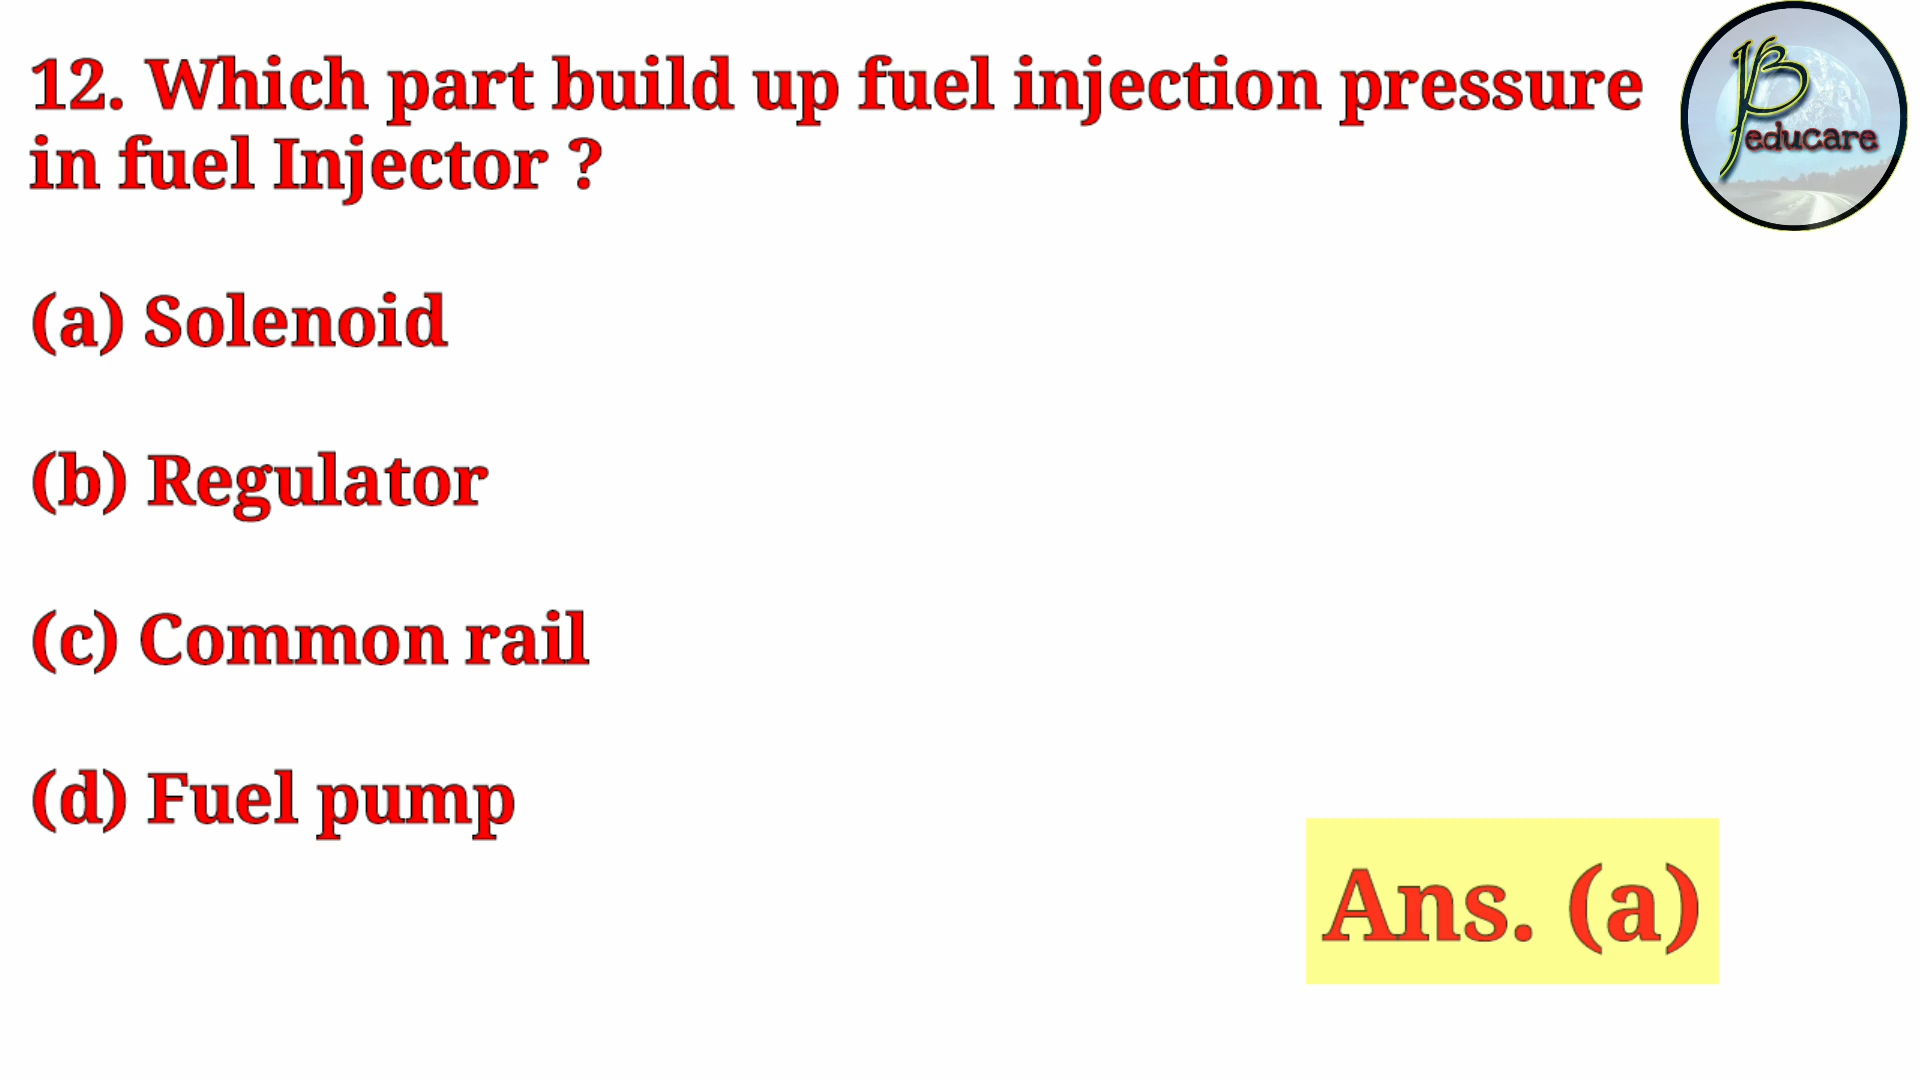 12. Which part build up fuel injection pressure
in fuel Injector ?
(a) Solenoid
(b) Regulator
(c) Common rail
(d) Fuel pump
Ans. (a)
educare